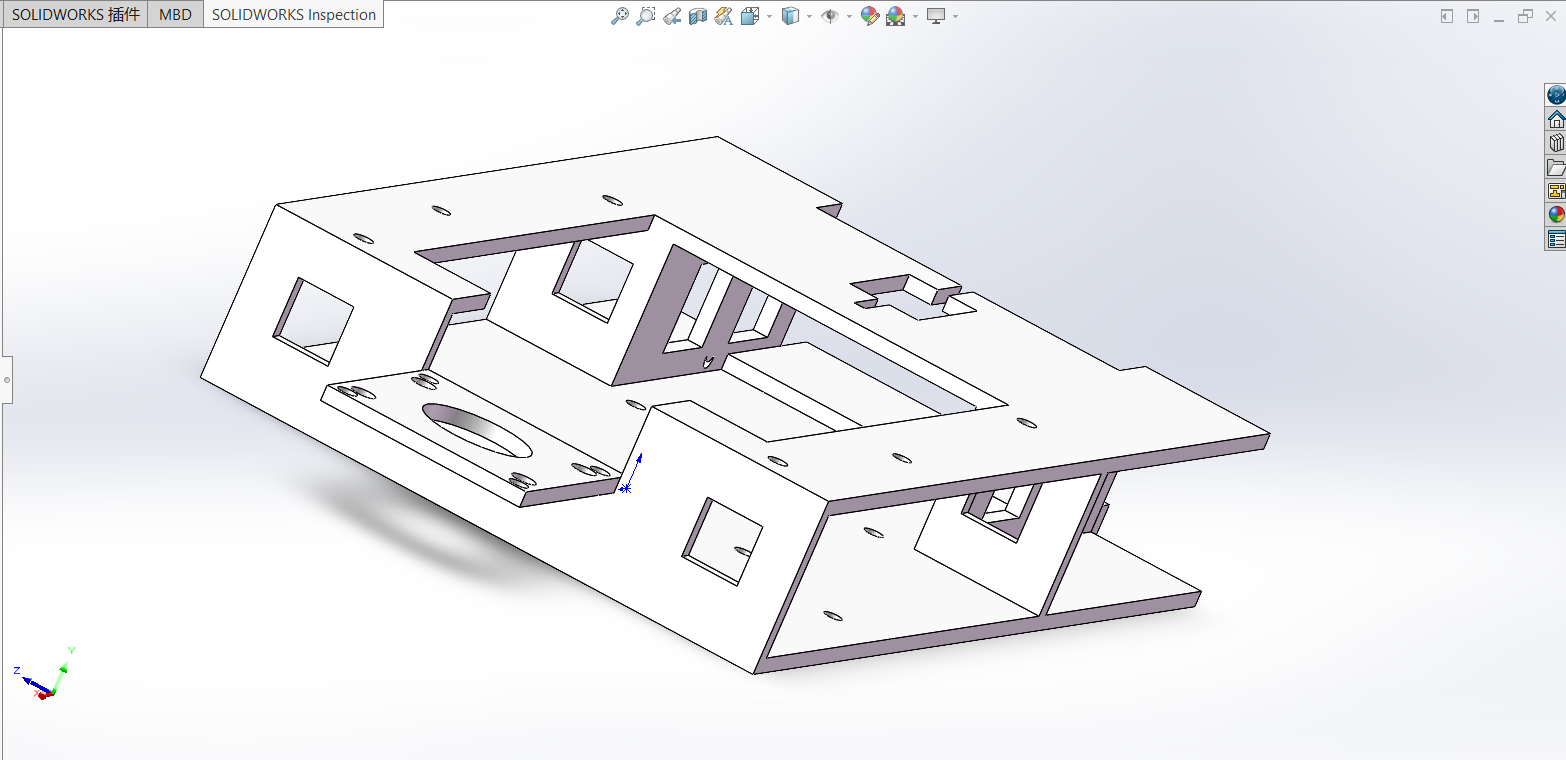 SOLIDWORKS 插件
MBD
SOLIDWORKS Inspection
Y
Z
X